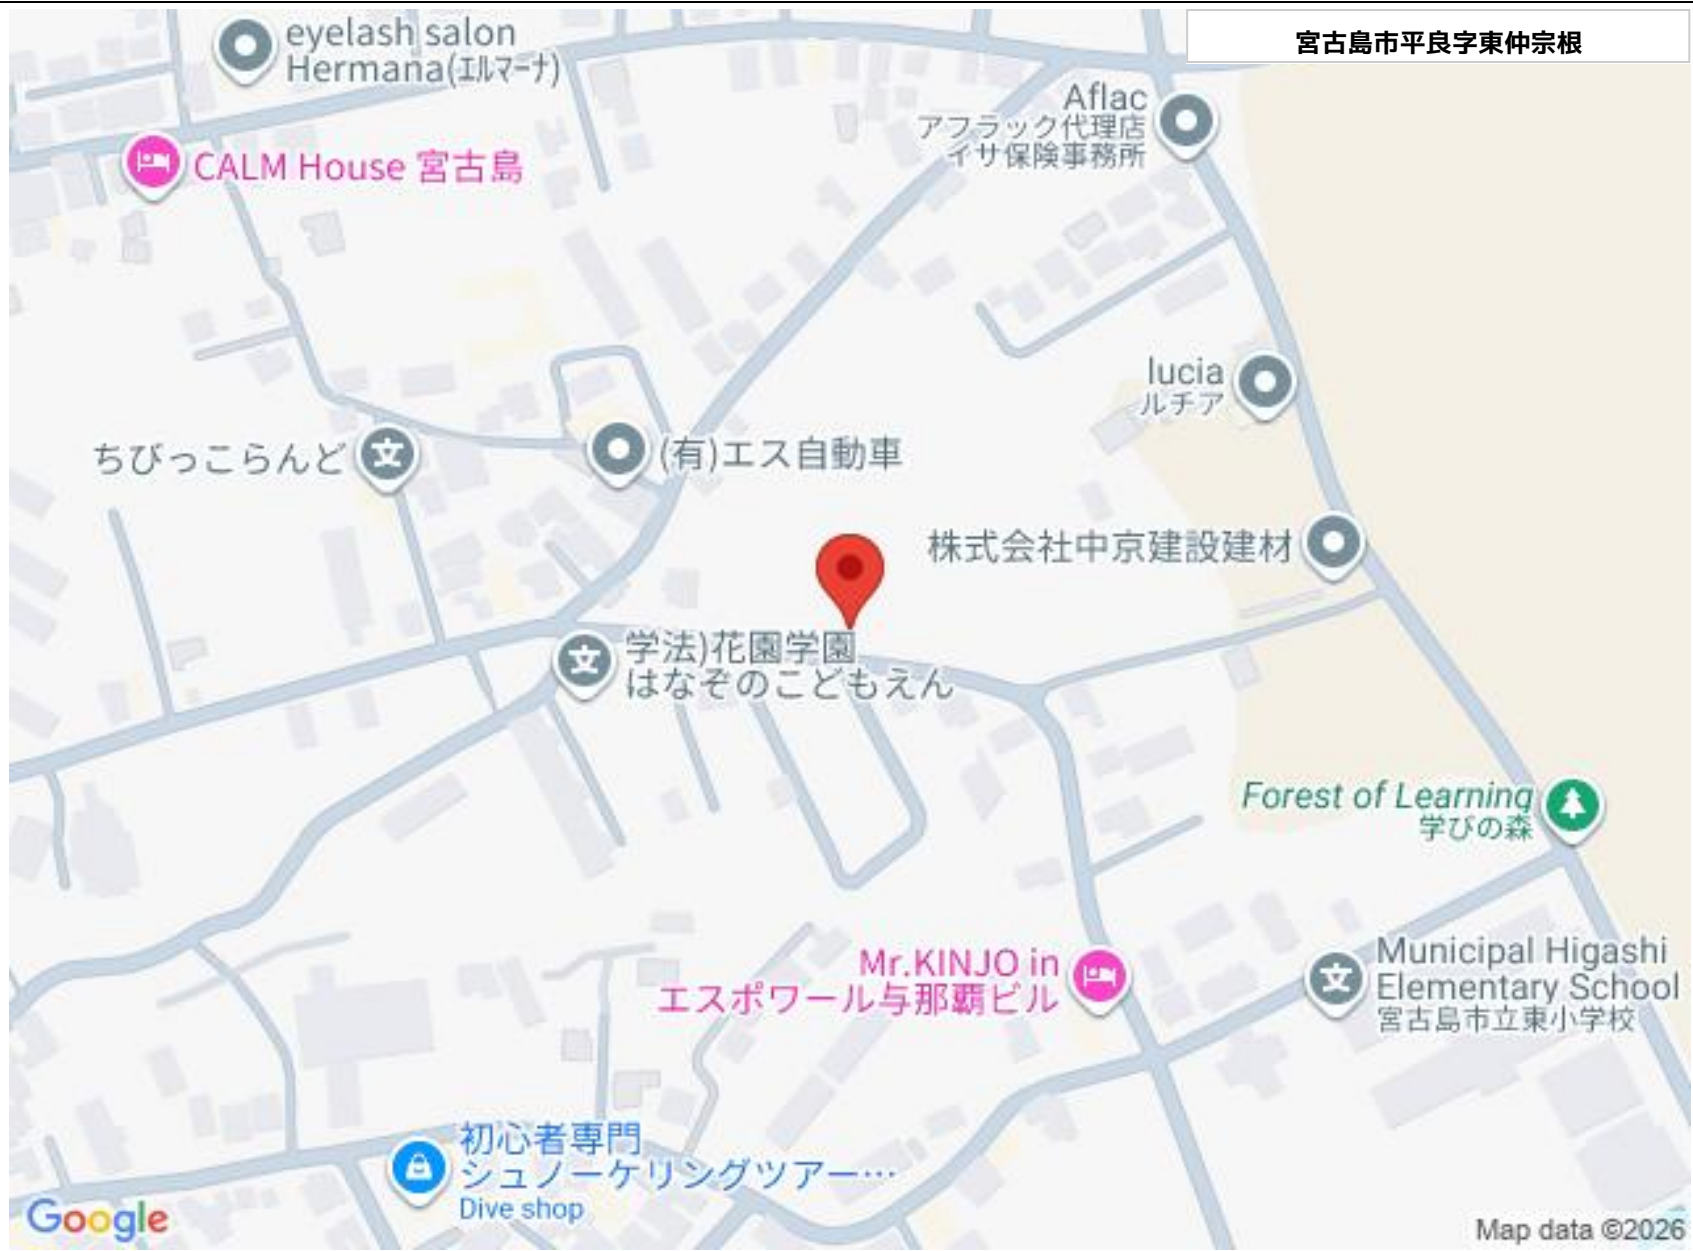 宮古島市平良字東仲宗根
eyelash salon
Hermana(エルマーナ)
CALM House 宮古島
Aflac
アフラック代理店
イサ保険事務所
lucia
ルチア
ちびっこらんど
(有)エス自動車
株式会社中京建設建材
学法)花園学園
はなぞのこどもえん
Forest of Learning
学びの森
Mr.KINJO in
エスポワール与那覇ビル
Municipal Higashi
Elementary School
宮古島市立東小学校
初心者専門
シュノーケリングツアー…
Dive shop
Google
Map data ©2026